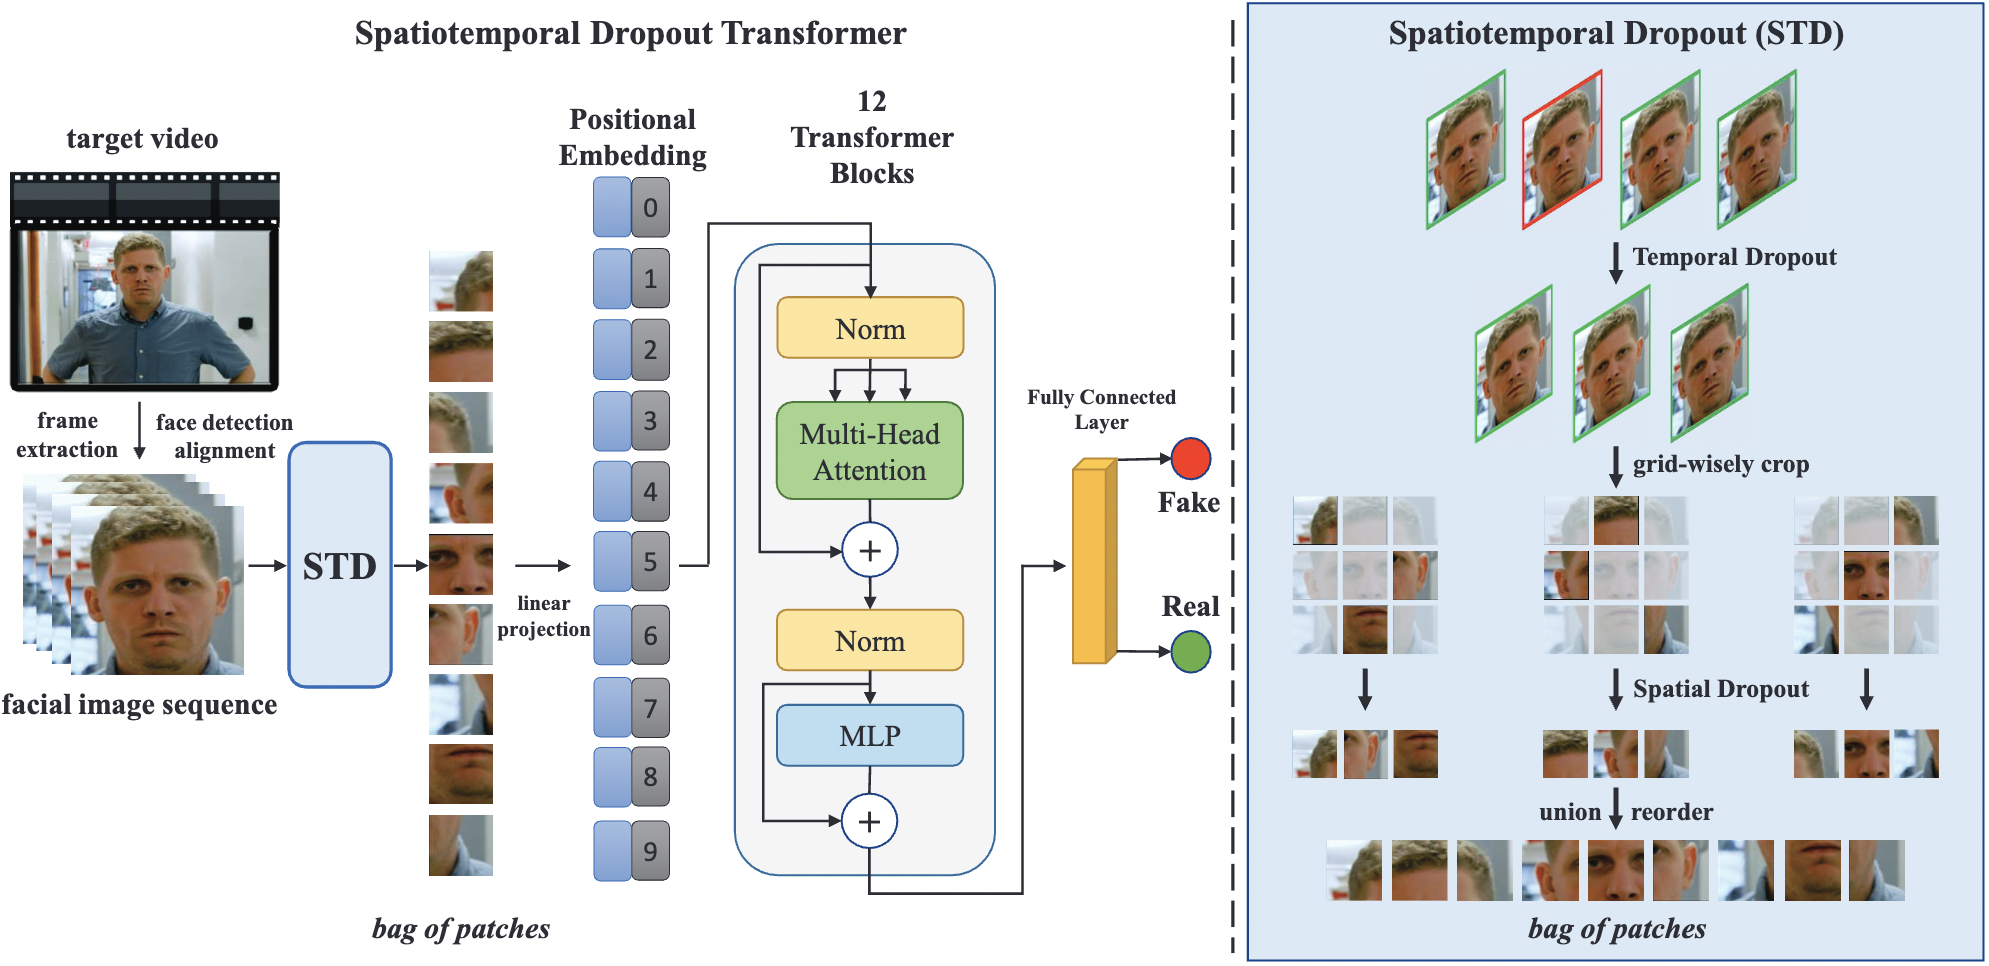 Spatiotemporal Dropout Transformer
target video
frame
extraction
face detection
alignment
facial image sequence
STD
linear
projection
bag of patches
Positional
Embedding
0
1
2
3
4
5
6
7
8
9
12
Transformer
Blocks
Norm
Multi-Head
Attention
+
Norm
MLP
+
Fully Connected
Layer
Fake
Real
Spatiotemporal Dropout (STD)
Temporal Dropout
grid-wisely crop
Spatial Dropout
union reorder
bag of patches